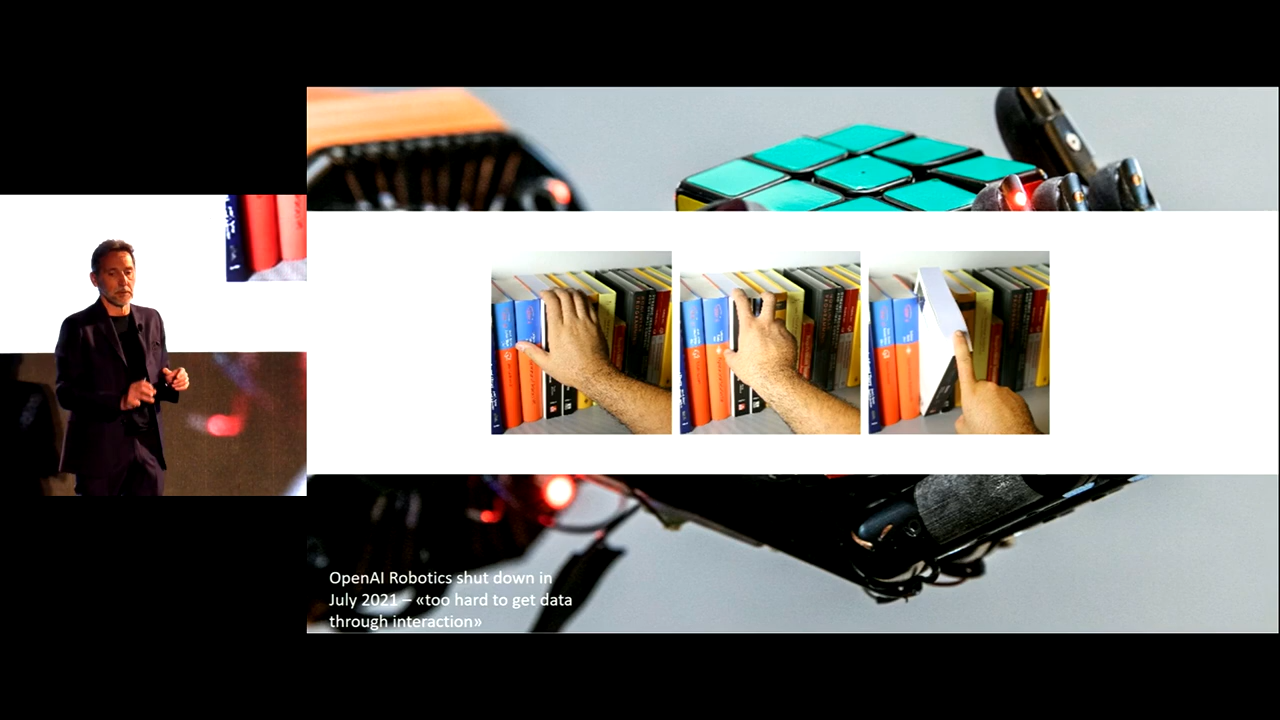 OpenAI Robotics shut down in
July 2021 – «too hard to get data
through interaction»